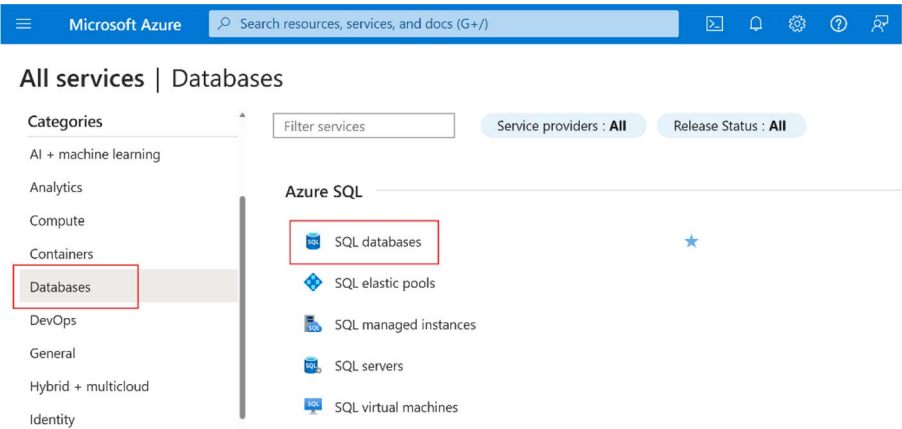 Microsoft Azure
Search resources, services, and docs (G+/)
All services | Databases
Categories
AI + machine learning
Analytics
Compute
Containers
Databases
DevOps
General
Hybrid + multicloud
Identity
Filter services
Service providers : All
Release Status : All
Azure SQL
SQL databases
SQL elastic pools
SQL managed instances
SQL servers
SQL virtual machines